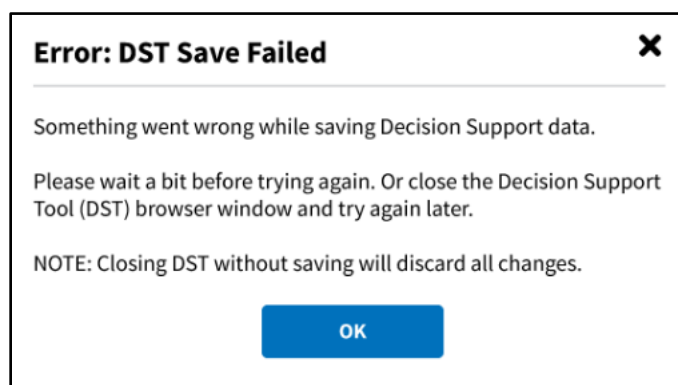 Error: DST Save Failed
Something went wrong while saving Decision Support data.
Please wait a bit before trying again. Or close the Decision Support
Tool (DST) browser window and try again later.
NOTE: Closing DST without saving will discard all changes.
OK